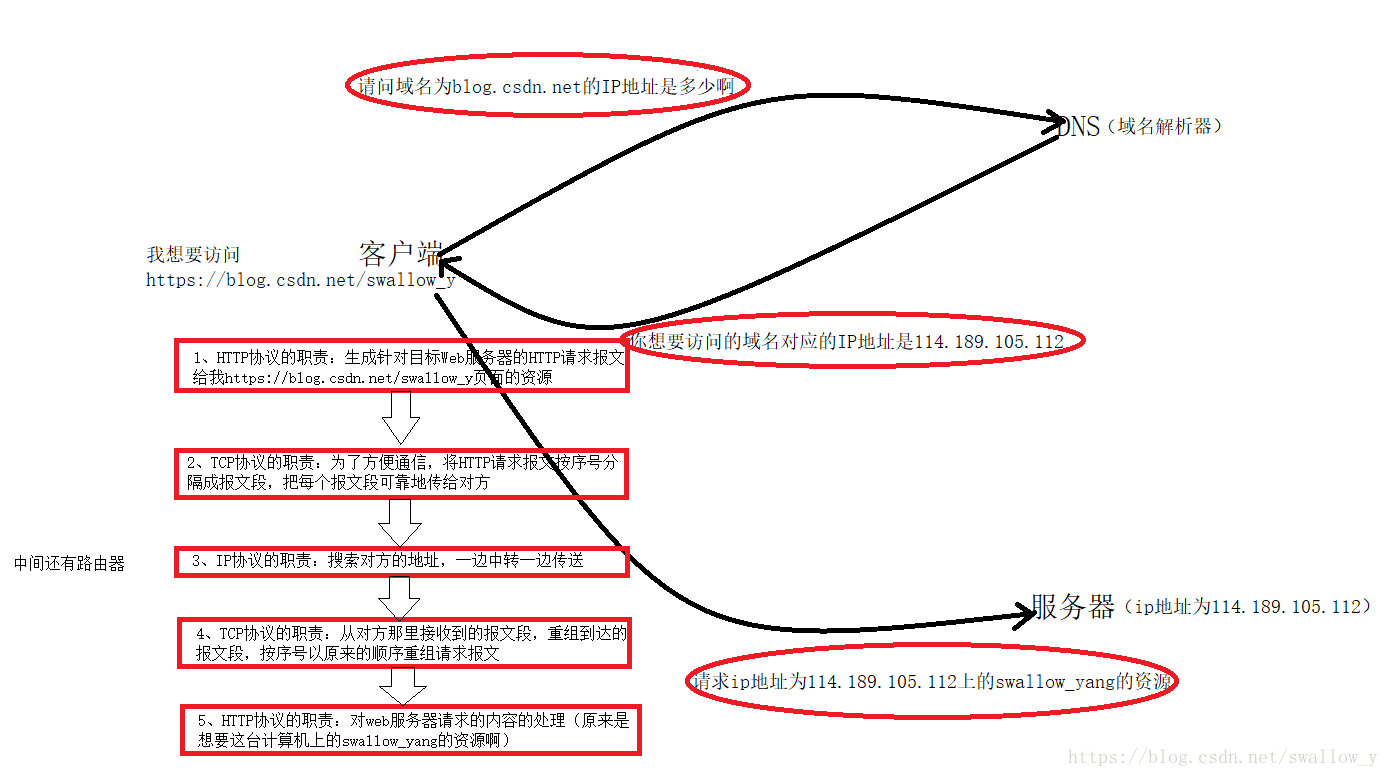 请问域名为blog.csdn.net的IP地址是多少啊
DNS（域名解析器）
我想要访问
客户端
https://blog.csdn.net/swallow_y
你想要访问的域名对应的IP地址是114.189.105.112
1、HTTP协议的职责：生成针对目标Web服务器的HTTP请求报文
给我https://blog.csdn.net/swallow_y页面的资源
2、TCP协议的职责：为了方便通信，将HTTP请求报文按序号分
隔成报文段，把每个报文段可靠地传给对方
中间还有路由器
3、IP协议的职责：搜索对方的地址，一边中转一边传送
服务器（ip地址为114.189.105.112）
4、TCP协议的职责：从对方那里接收到的报文段，重组到达的
报文段，按序号以原来的顺序重组请求报文
请求ip地址为114.189.105.112上的swallow_yang的资源
5、HTTP协议的职责：对web服务器请求的内容的处理（原来是
想要这台计算机上的swallow_yang的资源啊）
https://blog.csdn.net/swallow_y